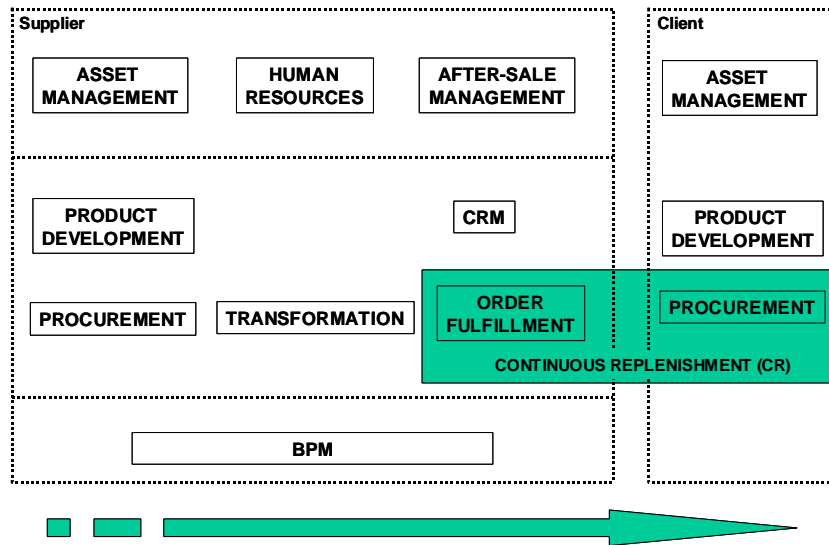 Supplier
Client
ASSET
MANAGEMENT
HUMAN
RESOURCES
AFTER-SALE
MANAGEMENT
ASSET
MANAGEMENT
PRODUCT
DEVELOPMENT
CRM
PRODUCT
DEVELOPMENT
PROCUREMENT
TRANSFORMATION
ORDER
FULFILLMENT
PROCUREMENT
CONTINUOUS REPLENISHMENT (CR)
BPM